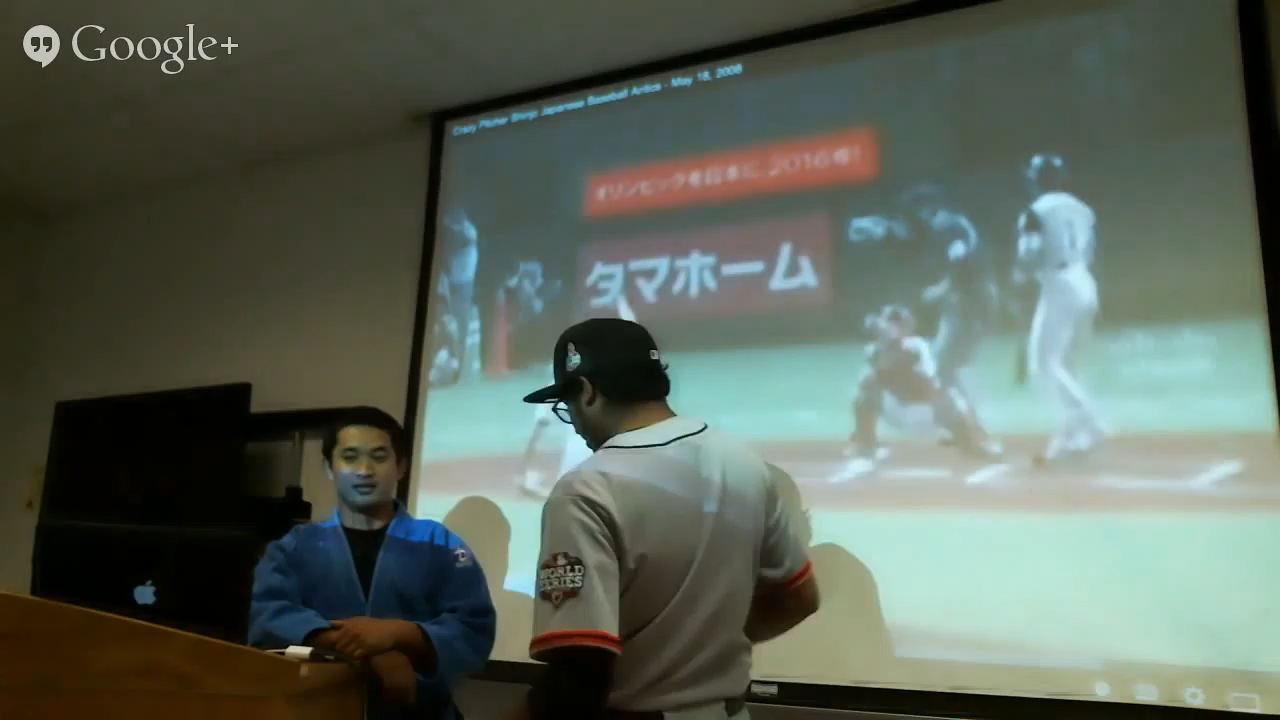 Google+
Crazy Pitcher Shinjo Japanese Baseball Antics - May 18, 2008
オリンピックを日本に、2016年!
タマホーム
WORLD
SERIES